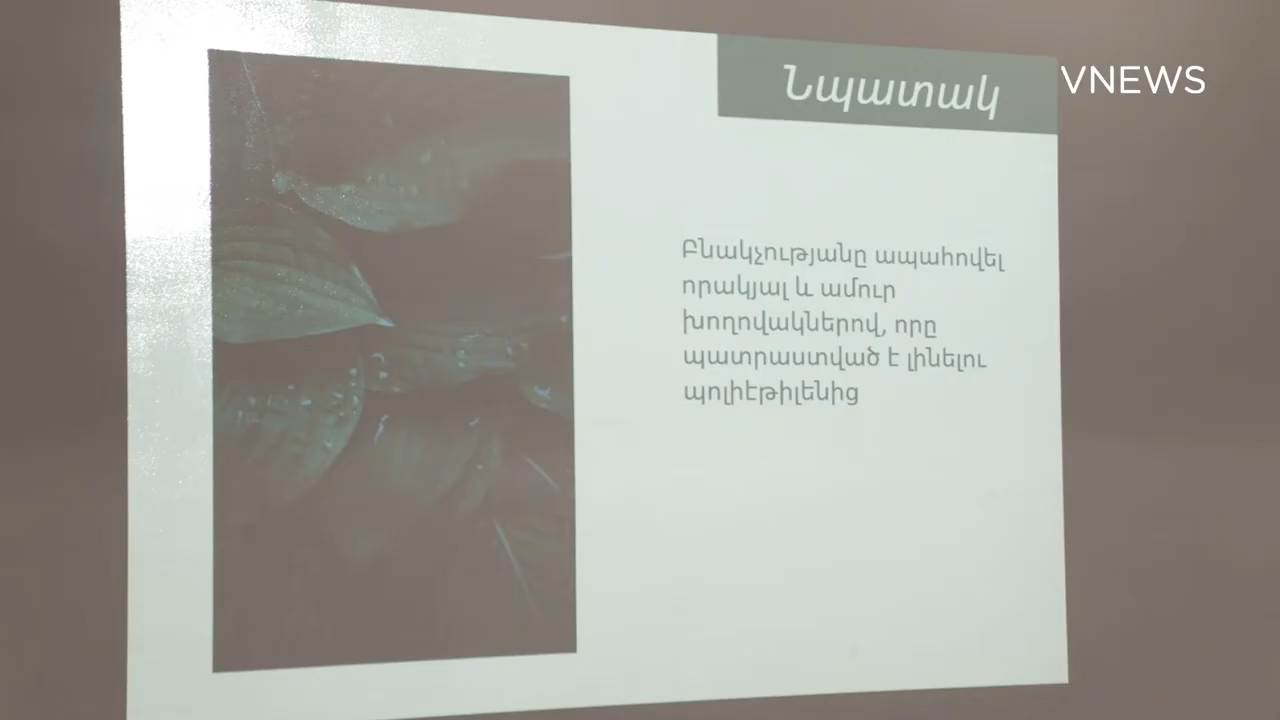 Նպատակ
VNEWS
Բնակչությանը ապահովել
որակյալ և ամուր
խողովակներով, որը
պատրաստված է լինելու
պոլիէթիլենից